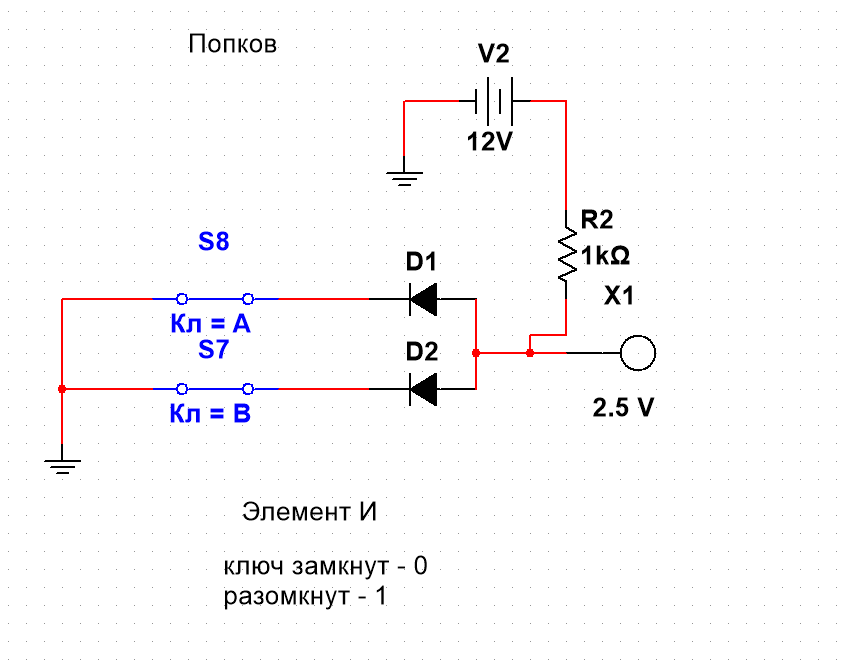 Попков
V2
12V
R2
1kΩ
X1
S8
D1
Кл = A
S7
D2
Кл = B
2.5 V
Элемент И
ключ замкнут - 0
разомкнут - 1